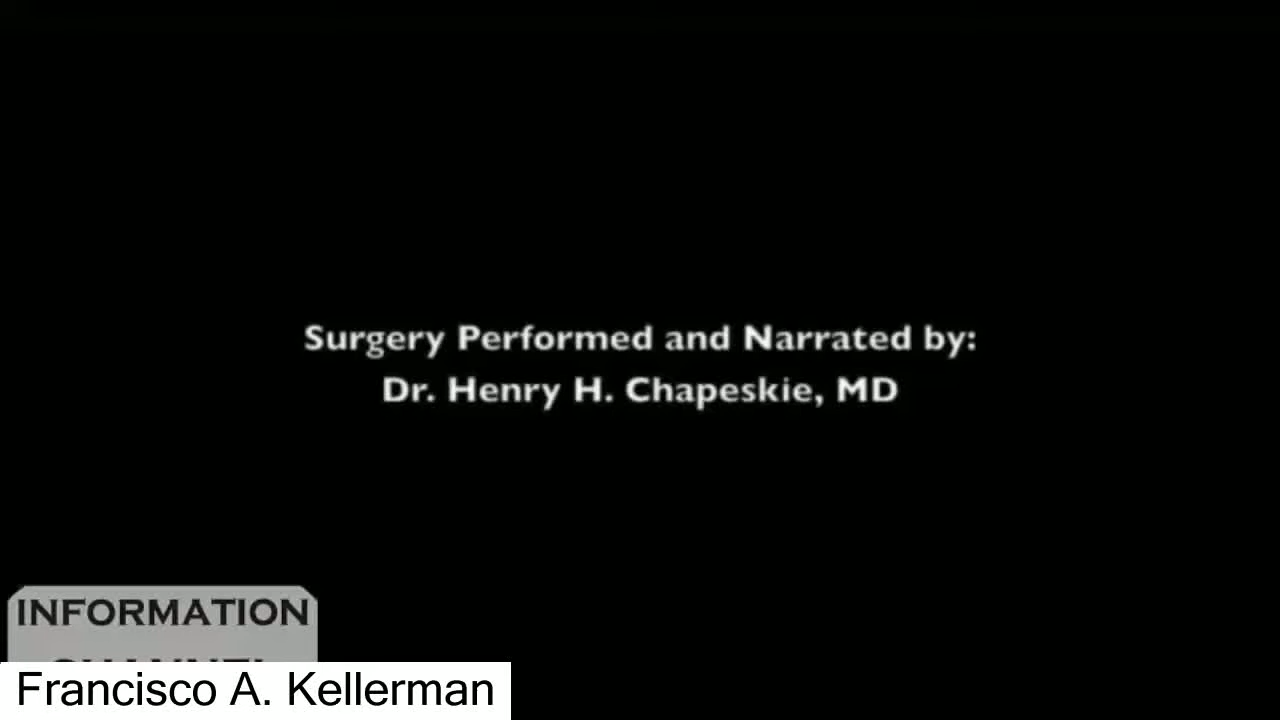 Surgery Performed and Narrated by:
Dr. Henry H. Chapeskie, MD
INFORMATION
Francisco A. Kellerman